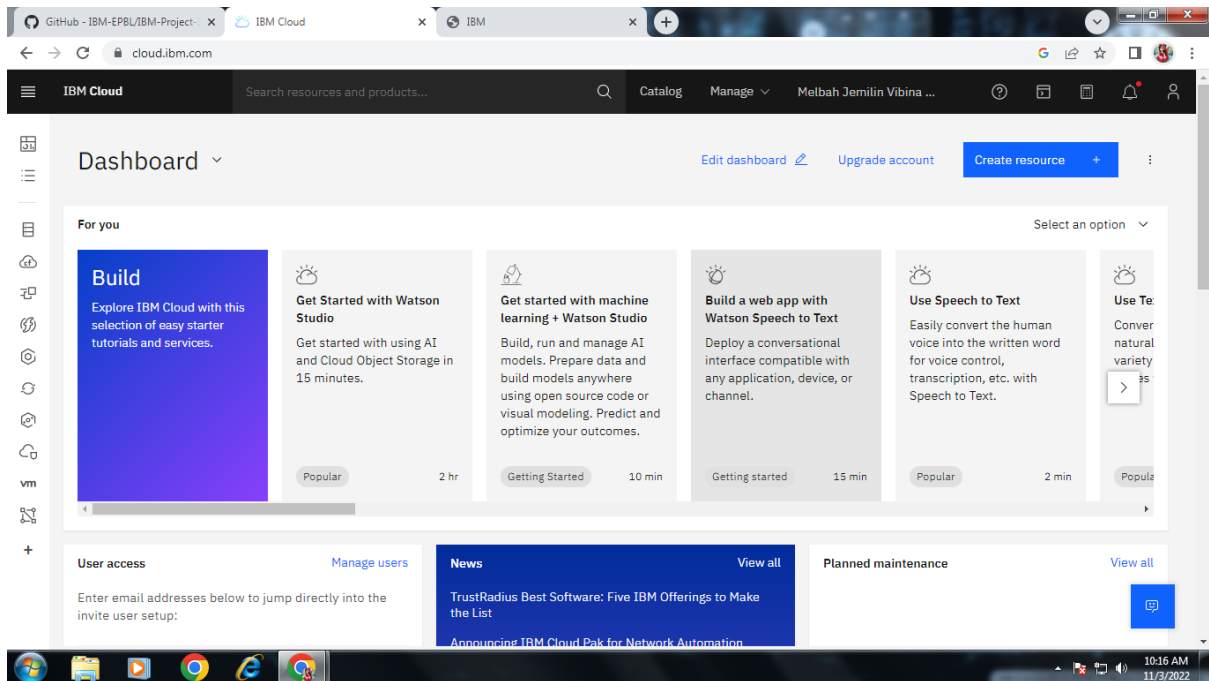 GitHub - IBM-EPBL/IBM-Project-
IBM Cloud
IBM
cloud.ibm.com
IBM Cloud
Search resources and products...
Catalog
Manage
Melbah Jemilin Vibina ...
Dashboard
Edit dashboard
Upgrade account
Create resource +
For you
Select an option
Build
Explore IBM Cloud with this
selection of easy starter
tutorials and services.
Get Started with Watson
Studio
Get started with using AI
and Cloud Object Storage in
15 minutes.
Popular
2 hr
Get started with machine
learning + Watson Studio
Build, run and manage AI
models. Prepare data and
build models anywhere
using open source code or
visual modeling. Predict and
optimize your outcomes.
Getting Started
10 min
Build a web app with
Watson Speech to Text
Deploy a conversational
interface compatible with
any application, device, or
channel.
Getting started
15 min
Use Speech to Text
Easily convert the human
voice into the written word
for voice control,
transcription, etc. with
Speech to Text.
Popular
2 min
Use Te
Conver
natural
variety
Popula
vm
User access
Manage users
Enter email addresses below to jump directly into the
invite user setup:
News
View all
TrustRadius Best Software: Five IBM Offerings to Make
the List
Announcing IBM Cloud Pak for Network Automation
Planned maintenance
View all
10:16 AM
11/3/2022